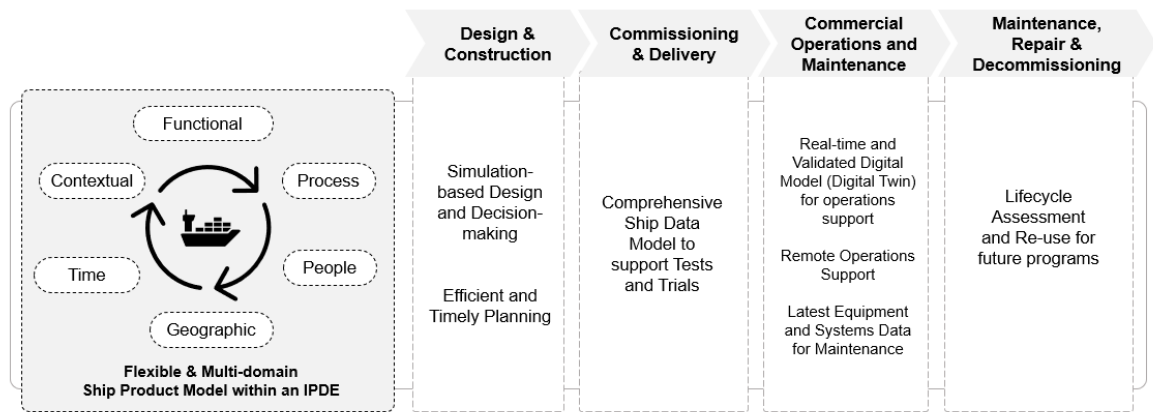 Design &
Construction
Commissioning
& Delivery
Commercial
Operations and
Maintenance
Maintenance,
Repair &
Decommissioning
Functional
Contextual
Process
Time
People
Geographic
Flexible & Multi-domain
Ship Product Model within an IPDE
Simulation-
based Design
and Decision-
making
Efficient and
Timely Planning
Comprehensive
Ship Data
Model to
support Tests
and Trials
Real-time and
Validated Digital
Model (Digital Twin)
for operations
support
Remote Operations
Support
Latest Equipment
and Systems Data
for Maintenance
Lifecycle
Assessment
and Re-use for
future programs